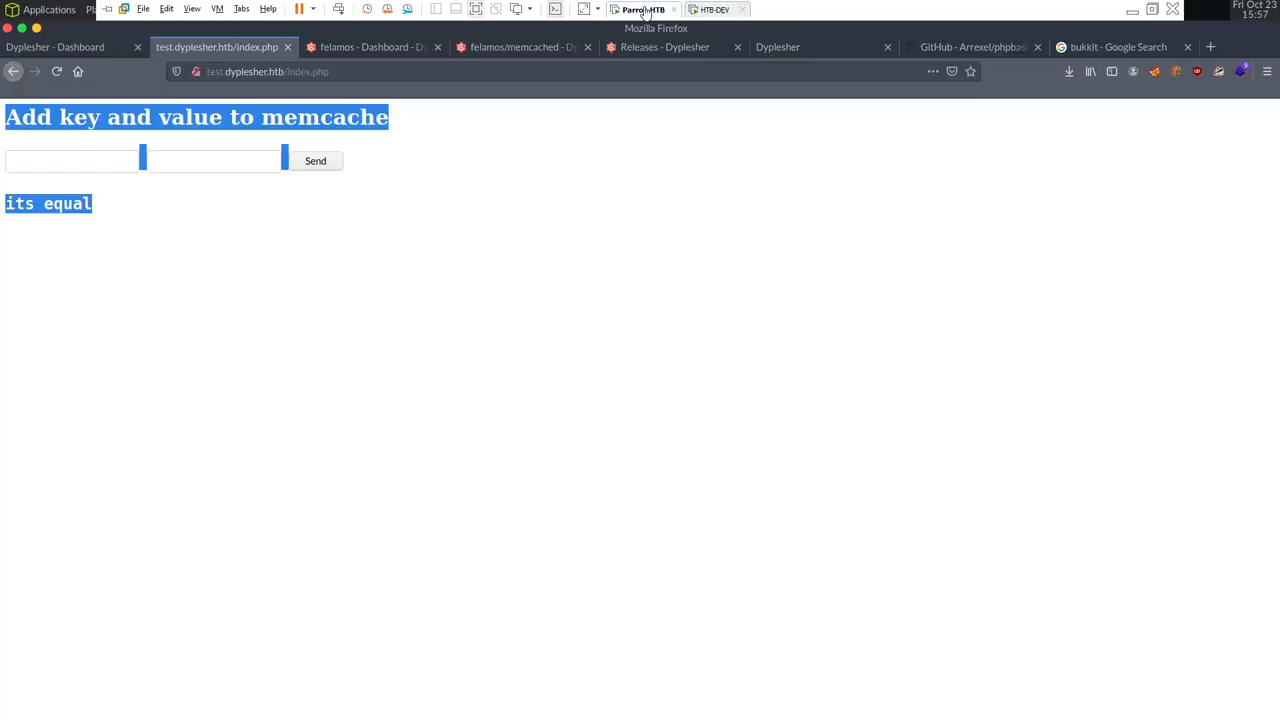 Applications Pl File Edit View VM Tabs Help HTB HTB-DEV Fri Oct 23
15:57
Mozilla Firefox
Dyplesher - Dashboard test.dyplesher.htb/index.php felamos - Dashboard - D felamos/memcached - D Releases - Dyplesher Dyplesher GitHub - Arrexel/phpbas bukkit - Google Search
test.dyplesher.htb/index.php
Add key and value to memcache
Send
its equal